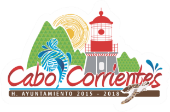 Cabo Corrientes
H. AYUNTAMIENTO 2015 - 2018